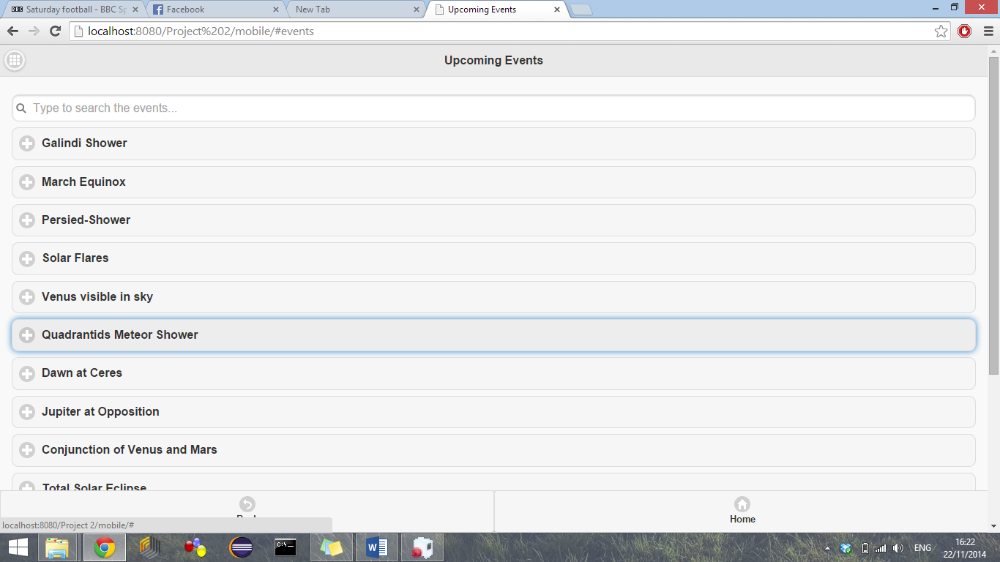 BBC Saturday football - BBC Sp
Facebook
New Tab
Upcoming Events
localhost:8080/Project%202/mobile/#events
Upcoming Events
Type to search the events...
Galindi Shower
March Equinox
Persied-Shower
Solar Flares
Venus visible in sky
Quadrantids Meteor Shower
Dawn at Ceres
Jupiter at Opposition
Conjunction of Venus and Mars
Total Solar Eclipse
Home
localhost:8080/Project 2/mobile/#
C:\_
W
ENG
16:22
22/11/2014